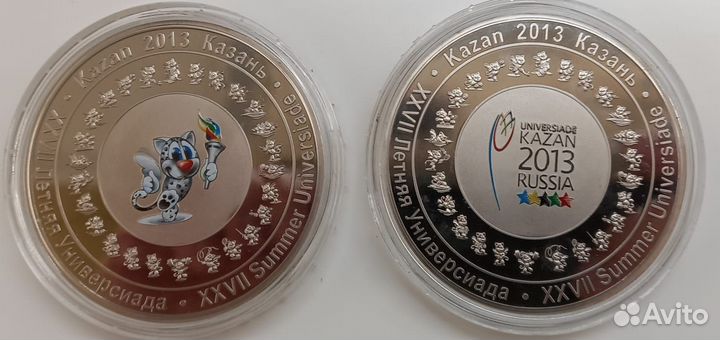 • Kazan 2013 Казань •
XXVII Летняя Универсиада
• XXVII Summer Universiade
• Kazan 2013 Казань •
XXVII Летняя Универсиада
• XXVII Summer Universiade
UNIVERSIADE
KAZAN
2013
RUSSIA
Avito